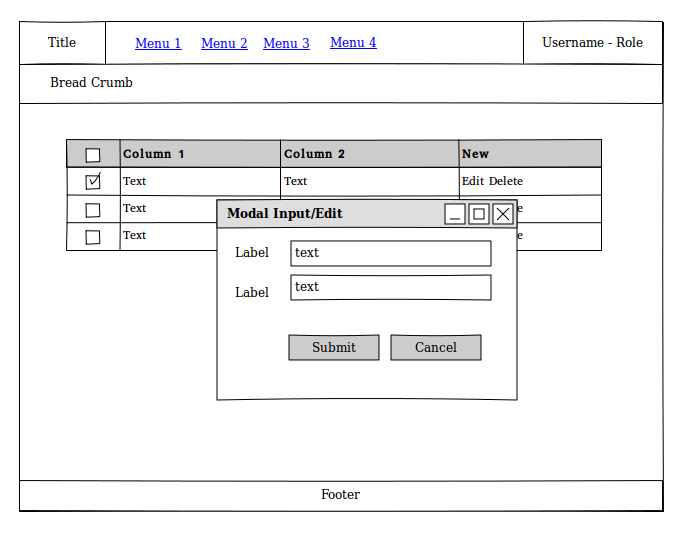 Title Menu 1 Menu 2 Menu 3 Menu 4 Username - Role
Bread Crumb
Column 1 Column 2 New
Text Text Edit Delete
Text
Text
Modal Input/Edit
Label text
Label text
Submit Cancel
Footer